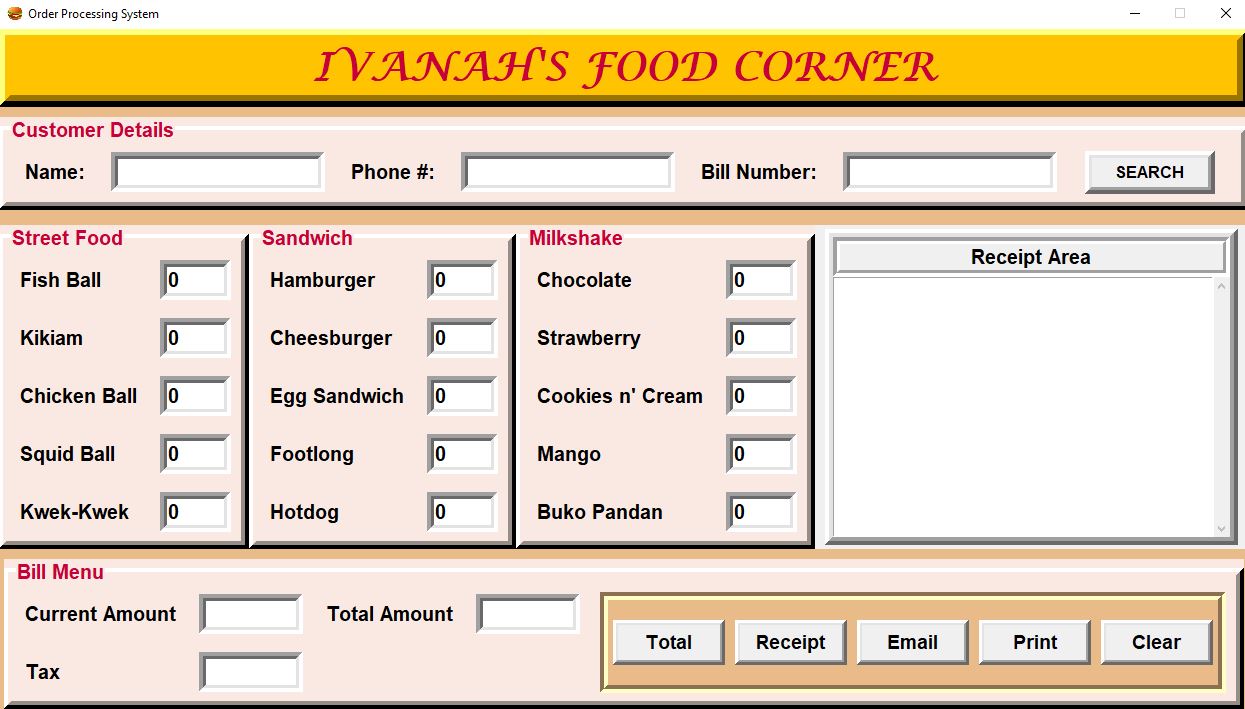 Order Processing System
IVANAH'S FOOD CORNER
Customer Details
Name: Phone #: Bill Number: SEARCH
Street Food
Fish Ball 0
Kikiam 0
Chicken Ball 0
Squid Ball 0
Kwek-Kwek 0
Sandwich
Hamburger 0
Cheesburger 0
Egg Sandwich 0
Footlong 0
Hotdog 0
Milkshake
Chocolate 0
Strawberry 0
Cookies n' Cream 0
Mango 0
Buko Pandan 0
Receipt Area
Bill Menu
Current Amount Total Amount
Tax
Total Receipt Email Print Clear